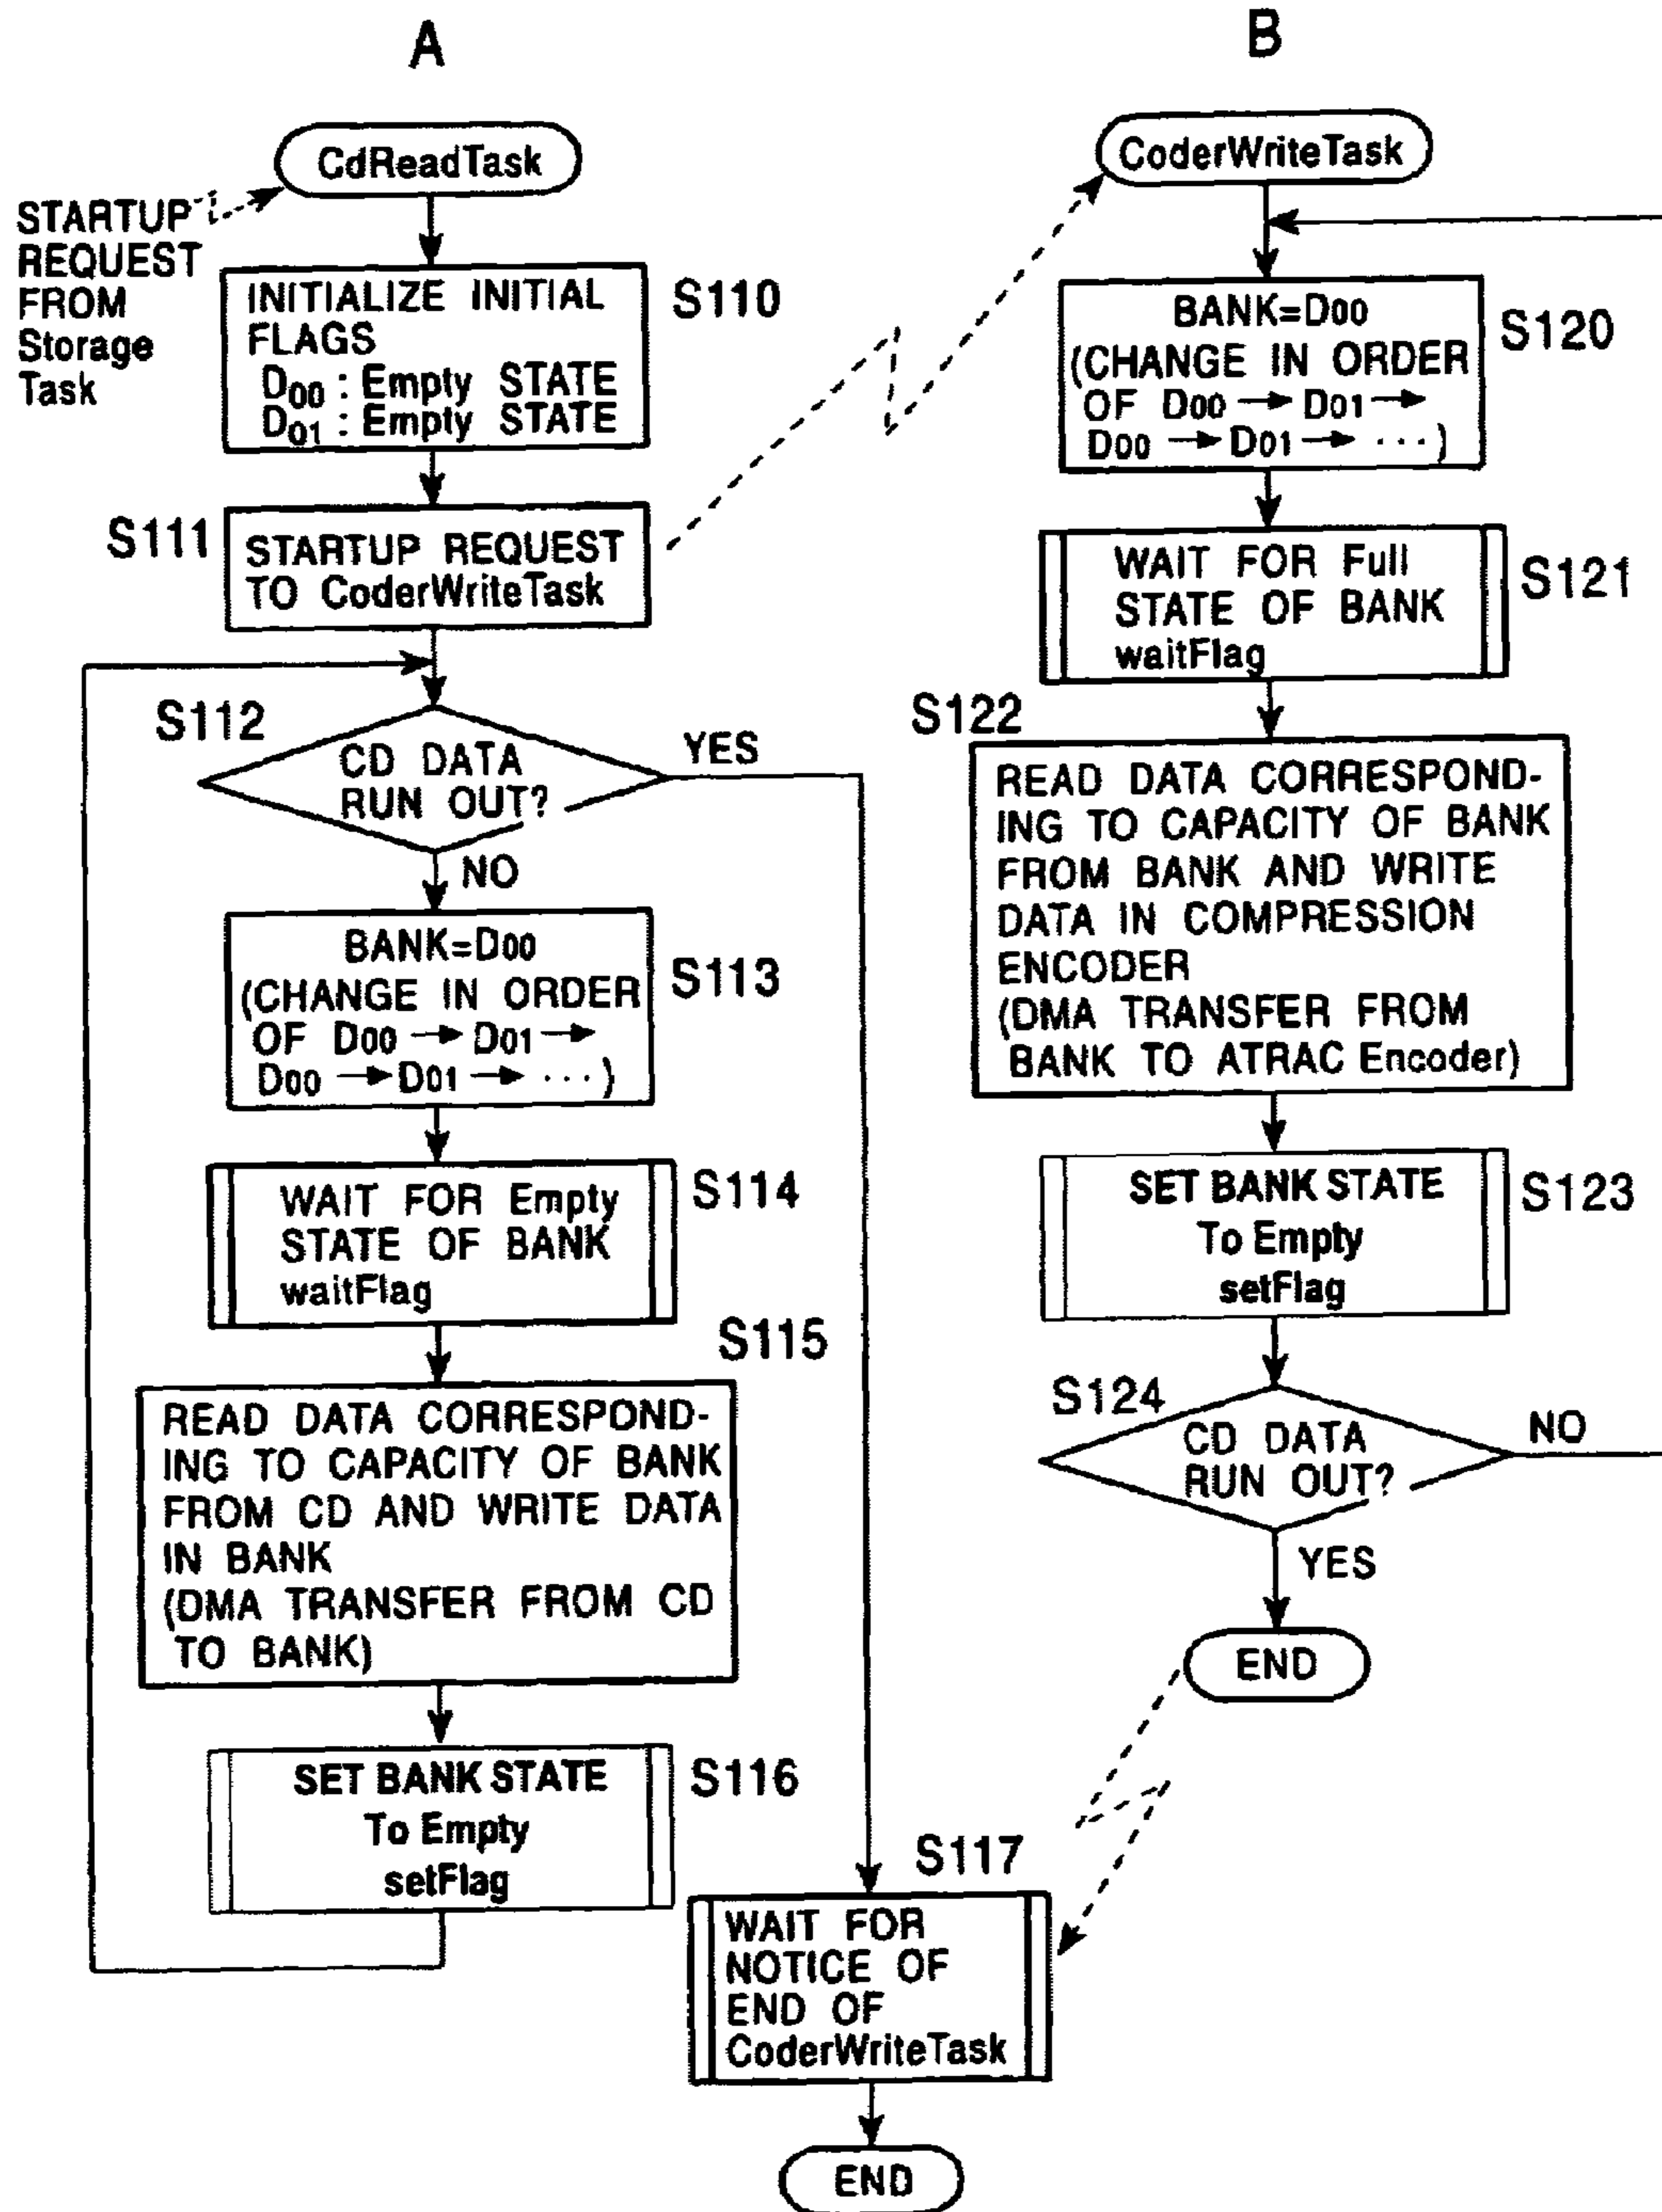 A
CdReadTask
STARTUP
REQUEST
FROM
Storage
Task
INITIALIZE INITIAL
FLAGS
D00 : Empty STATE
D01 : Empty STATE
S110
S111
STARTUP REQUEST
TO CoderWriteTask
S112
CD DATA
RUN OUT?
YES
NO
BANK=D00
(CHANGE IN ORDER
OF D00 → D01 →
D00 → D01 → ···)
S113
WAIT FOR Empty
STATE OF BANK
waitFlag
S114
S115
READ DATA CORRESPOND-
ING TO CAPACITY OF BANK
FROM CD AND WRITE DATA
IN BANK
(DMA TRANSFER FROM CD
TO BANK)
SET BANK STATE
To Empty
setFlag
S116
S117
WAIT FOR
NOTICE OF
END OF
CoderWriteTask
END
B
CoderWriteTask
BANK=D00
(CHANGE IN ORDER
OF D00 → D01 →
D00 → D01 → ···)
S120
WAIT FOR Full
STATE OF BANK
waitFlag
S121
S122
READ DATA CORRESPOND-
ING TO CAPACITY OF BANK
FROM BANK AND WRITE
DATA IN COMPRESSION
ENCODER
(DMA TRANSFER FROM
BANK TO ATRAC Encoder)
SET BANK STATE
To Empty
setFlag
S123
S124
CD DATA
RUN OUT?
NO
YES
END